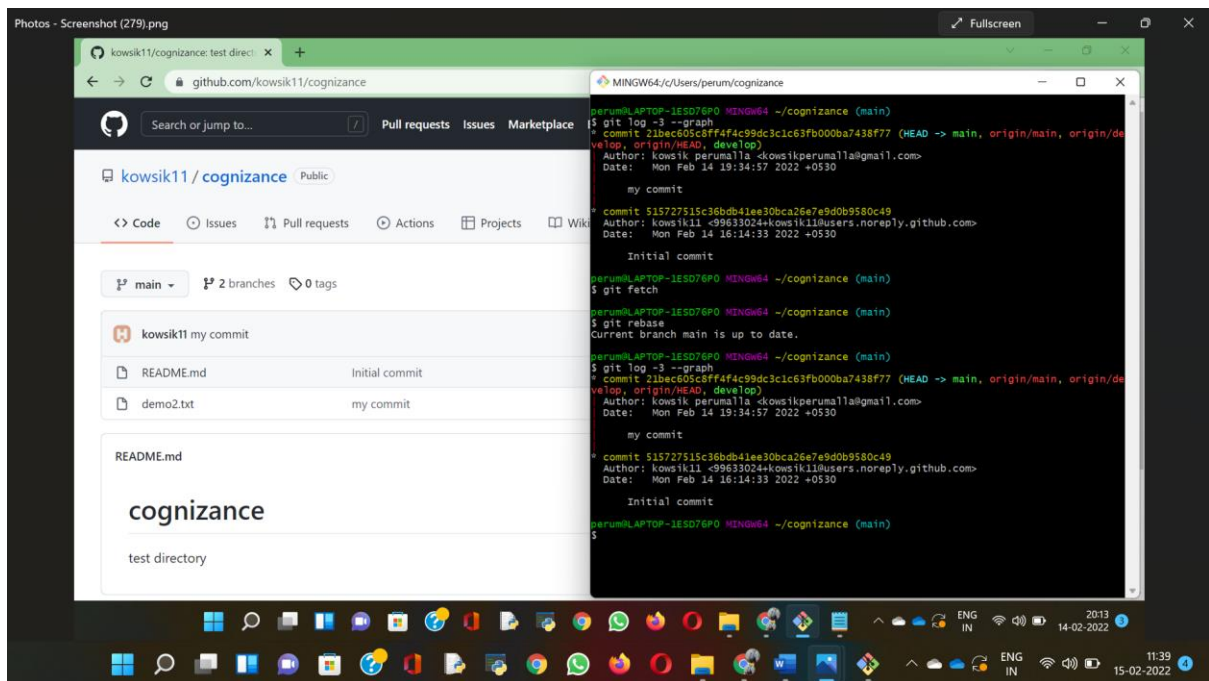 Photos - Screenshot (279).png
Fullscreen
kowsik11/cognizance: test direct
github.com/kowsik11/cognizance
Search or jump to...
/
Pull requests Issues Marketplace
kowsik11 / cognizance Public
Code Issues Pull requests Actions Projects Wiki
main 2 branches 0 tags
kowsik11 my commit
README.md Initial commit
demo2.txt my commit
README.md
cognizance
test directory
MINGW64:/c/Users/perum/cognizance
perum@LAPTOP-1ESD76P0 MINGW64 ~/cognizance (main)
$ git log -3 --graph
* commit 21bec605c8ff4f4c99dc3c1c63fb000ba7438f77 (HEAD -> main, origin/main, origin/de
velop, origin/HEAD, develop)
Author: kowsik perumalla <kowsikperumalla@gmail.com>
Date: Mon Feb 14 19:34:57 2022 +0530
my commit
* commit 515727515c36bdb41ee30bca26e7e9d0b9580c49
Author: kowsik11 <99633024+kowsik11@users.noreply.github.com>
Date: Mon Feb 14 16:14:33 2022 +0530
Initial commit
perum@LAPTOP-1ESD76P0 MINGW64 ~/cognizance (main)
$ git fetch
perum@LAPTOP-1ESD76P0 MINGW64 ~/cognizance (main)
$ git rebase
Current branch main is up to date.
perum@LAPTOP-1ESD76P0 MINGW64 ~/cognizance (main)
$ git log -3 --graph
* commit 21bec605c8ff4f4c99dc3c1c63fb000ba7438f77 (HEAD -> main, origin/main, origin/de
velop, origin/HEAD, develop)
Author: kowsik perumalla <kowsikperumalla@gmail.com>
Date: Mon Feb 14 19:34:57 2022 +0530
my commit
* commit 515727515c36bdb41ee30bca26e7e9d0b9580c49
Author: kowsik11 <99633024+kowsik11@users.noreply.github.com>
Date: Mon Feb 14 16:14:33 2022 +0530
Initial commit
perum@LAPTOP-1ESD76P0 MINGW64 ~/cognizance (main)
$
ENG
IN
20:13
14-02-2022
3
ENG
IN
11:39
15-02-2022
4